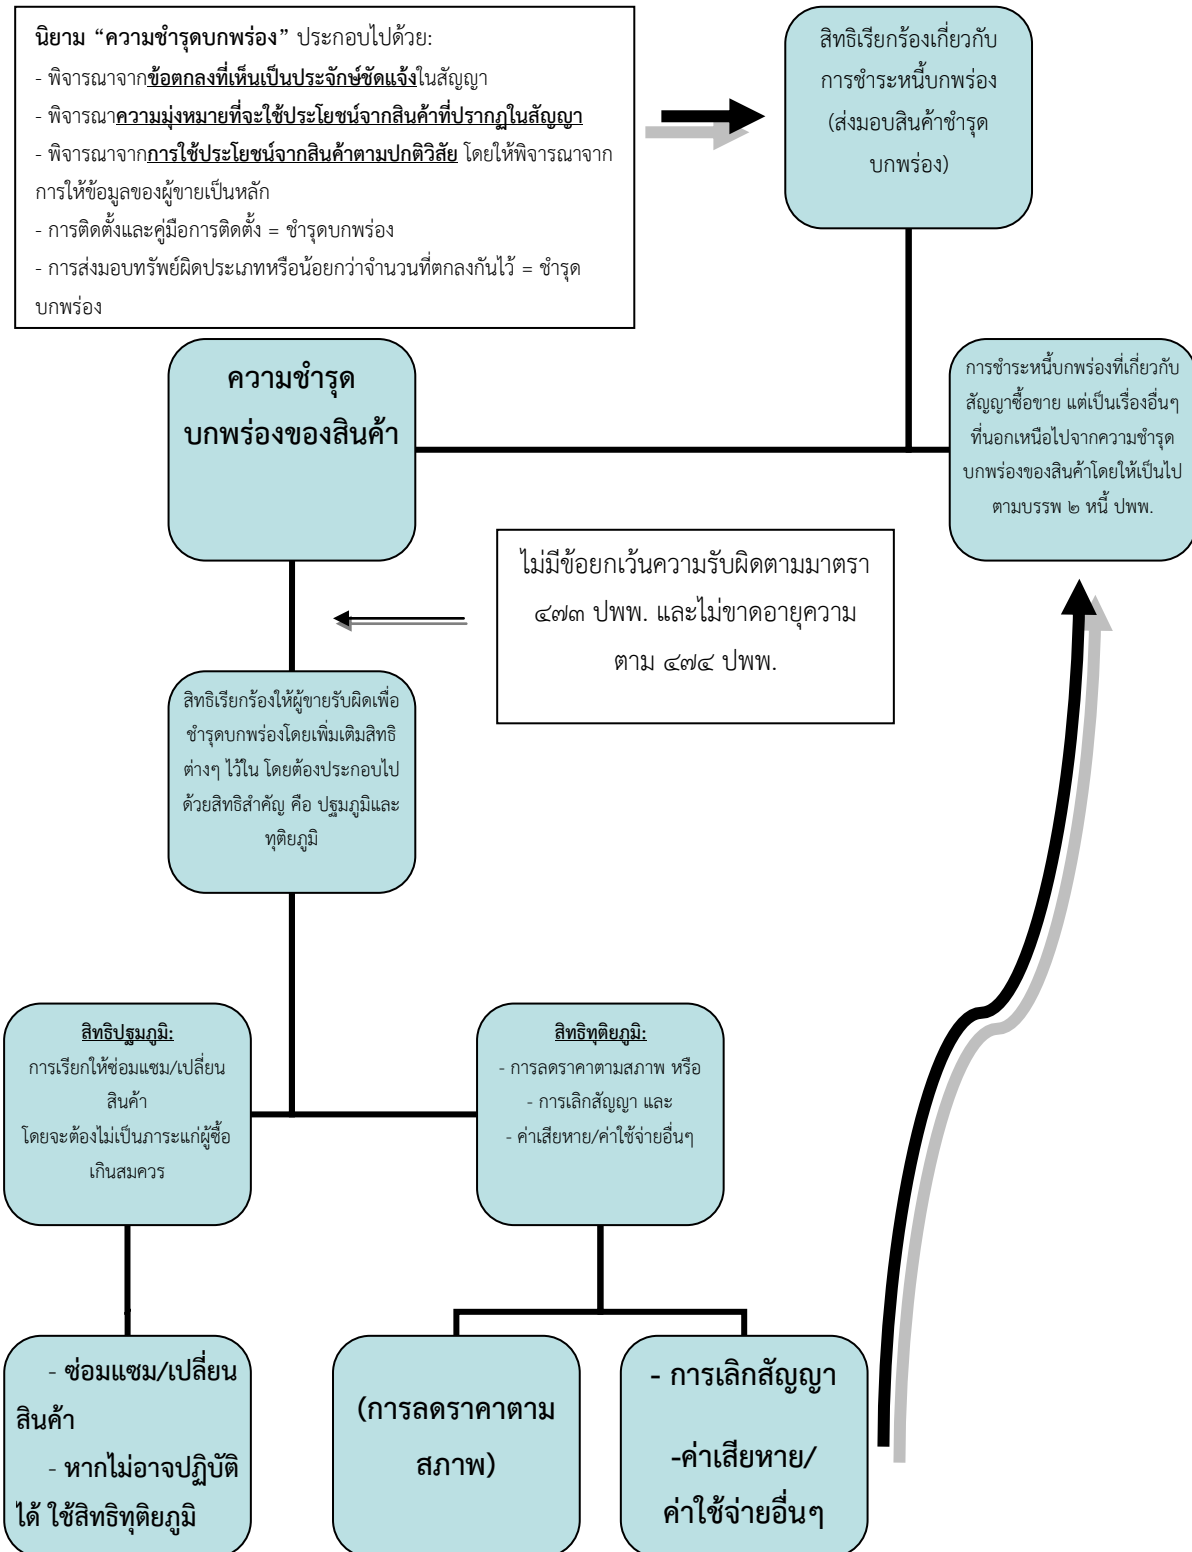 นิยาม “ความชำรุดบกพร่อง” ประกอบไปด้วย:
- พิจารณาจากข้อตกลงที่เห็นเป็นประจักษ์ชัดแจ้งในสัญญา
- พิจารณาความมุ่งหมายที่จะใช้ประโยชน์จากสินค้าที่ปรากฏในสัญญา
- พิจารณาจากการใช้ประโยชน์จากสินค้าตามปกติวิสัย โดยให้พิจารณาจาก
การให้ข้อมูลของผู้ขายเป็นหลัก
- การติดตั้งและคู่มือการติดตั้ง = ชำรุดบกพร่อง
- การส่งมอบทรัพย์ผิดประเภทหรือน้อยกว่าจำนวนที่ตกลงกันไว้ = ชำรุด
บกพร่อง
สิทธิเรียกร้องเกี่ยวกับ
การชำระหนี้บกพร่อง
(ส่งมอบสินค้าชำรุด
บกพร่อง)
ความชำรุด
บกพร่องของสินค้า
การชำระหนี้บกพร่องที่เกี่ยวกับ
สัญญาซื้อขาย แต่เป็นเรื่องอื่นๆ
ที่นอกเหนือไปจากความชำรุด
บกพร่องของสินค้าโดยให้เป็นไป
ตามบรรพ ๒ หนี้ ปพพ.
ไม่มีข้อยกเว้นความรับผิดตามมาตรา
๔๗๓ ปพพ. และไม่ขาดอายุความ
ตาม ๔๗๔ ปพพ.
สิทธิเรียกร้องให้ผู้ขายรับผิดเพื่อ
ชำรุดบกพร่องโดยเพิ่มเติมสิทธิ
ต่างๆ ไว้ใน โดยต้องประกอบไป
ด้วยสิทธิสำคัญ คือ ปฐมภูมิและ
ทุติยภูมิ
สิทธิปฐมภูมิ:
การเรียกให้ซ่อมแซม/เปลี่ยน
สินค้า
โดยจะต้องไม่เป็นภาระแก่ผู้ซื้อ
เกินสมควร
สิทธิทุติยภูมิ:
- การลดราคาตามสภาพ หรือ
- การเลิกสัญญา และ
- ค่าเสียหาย/ค่าใช้จ่ายอื่นๆ
- ซ่อมแซม/เปลี่ยน
สินค้า
- หากไม่อาจปฏิบัติ
ได้ ใช้สิทธิทุติยภูมิ
(การลดราคาตาม
สภาพ)
- การเลิกสัญญา
-ค่าเสียหาย/
ค่าใช้จ่ายอื่นๆ